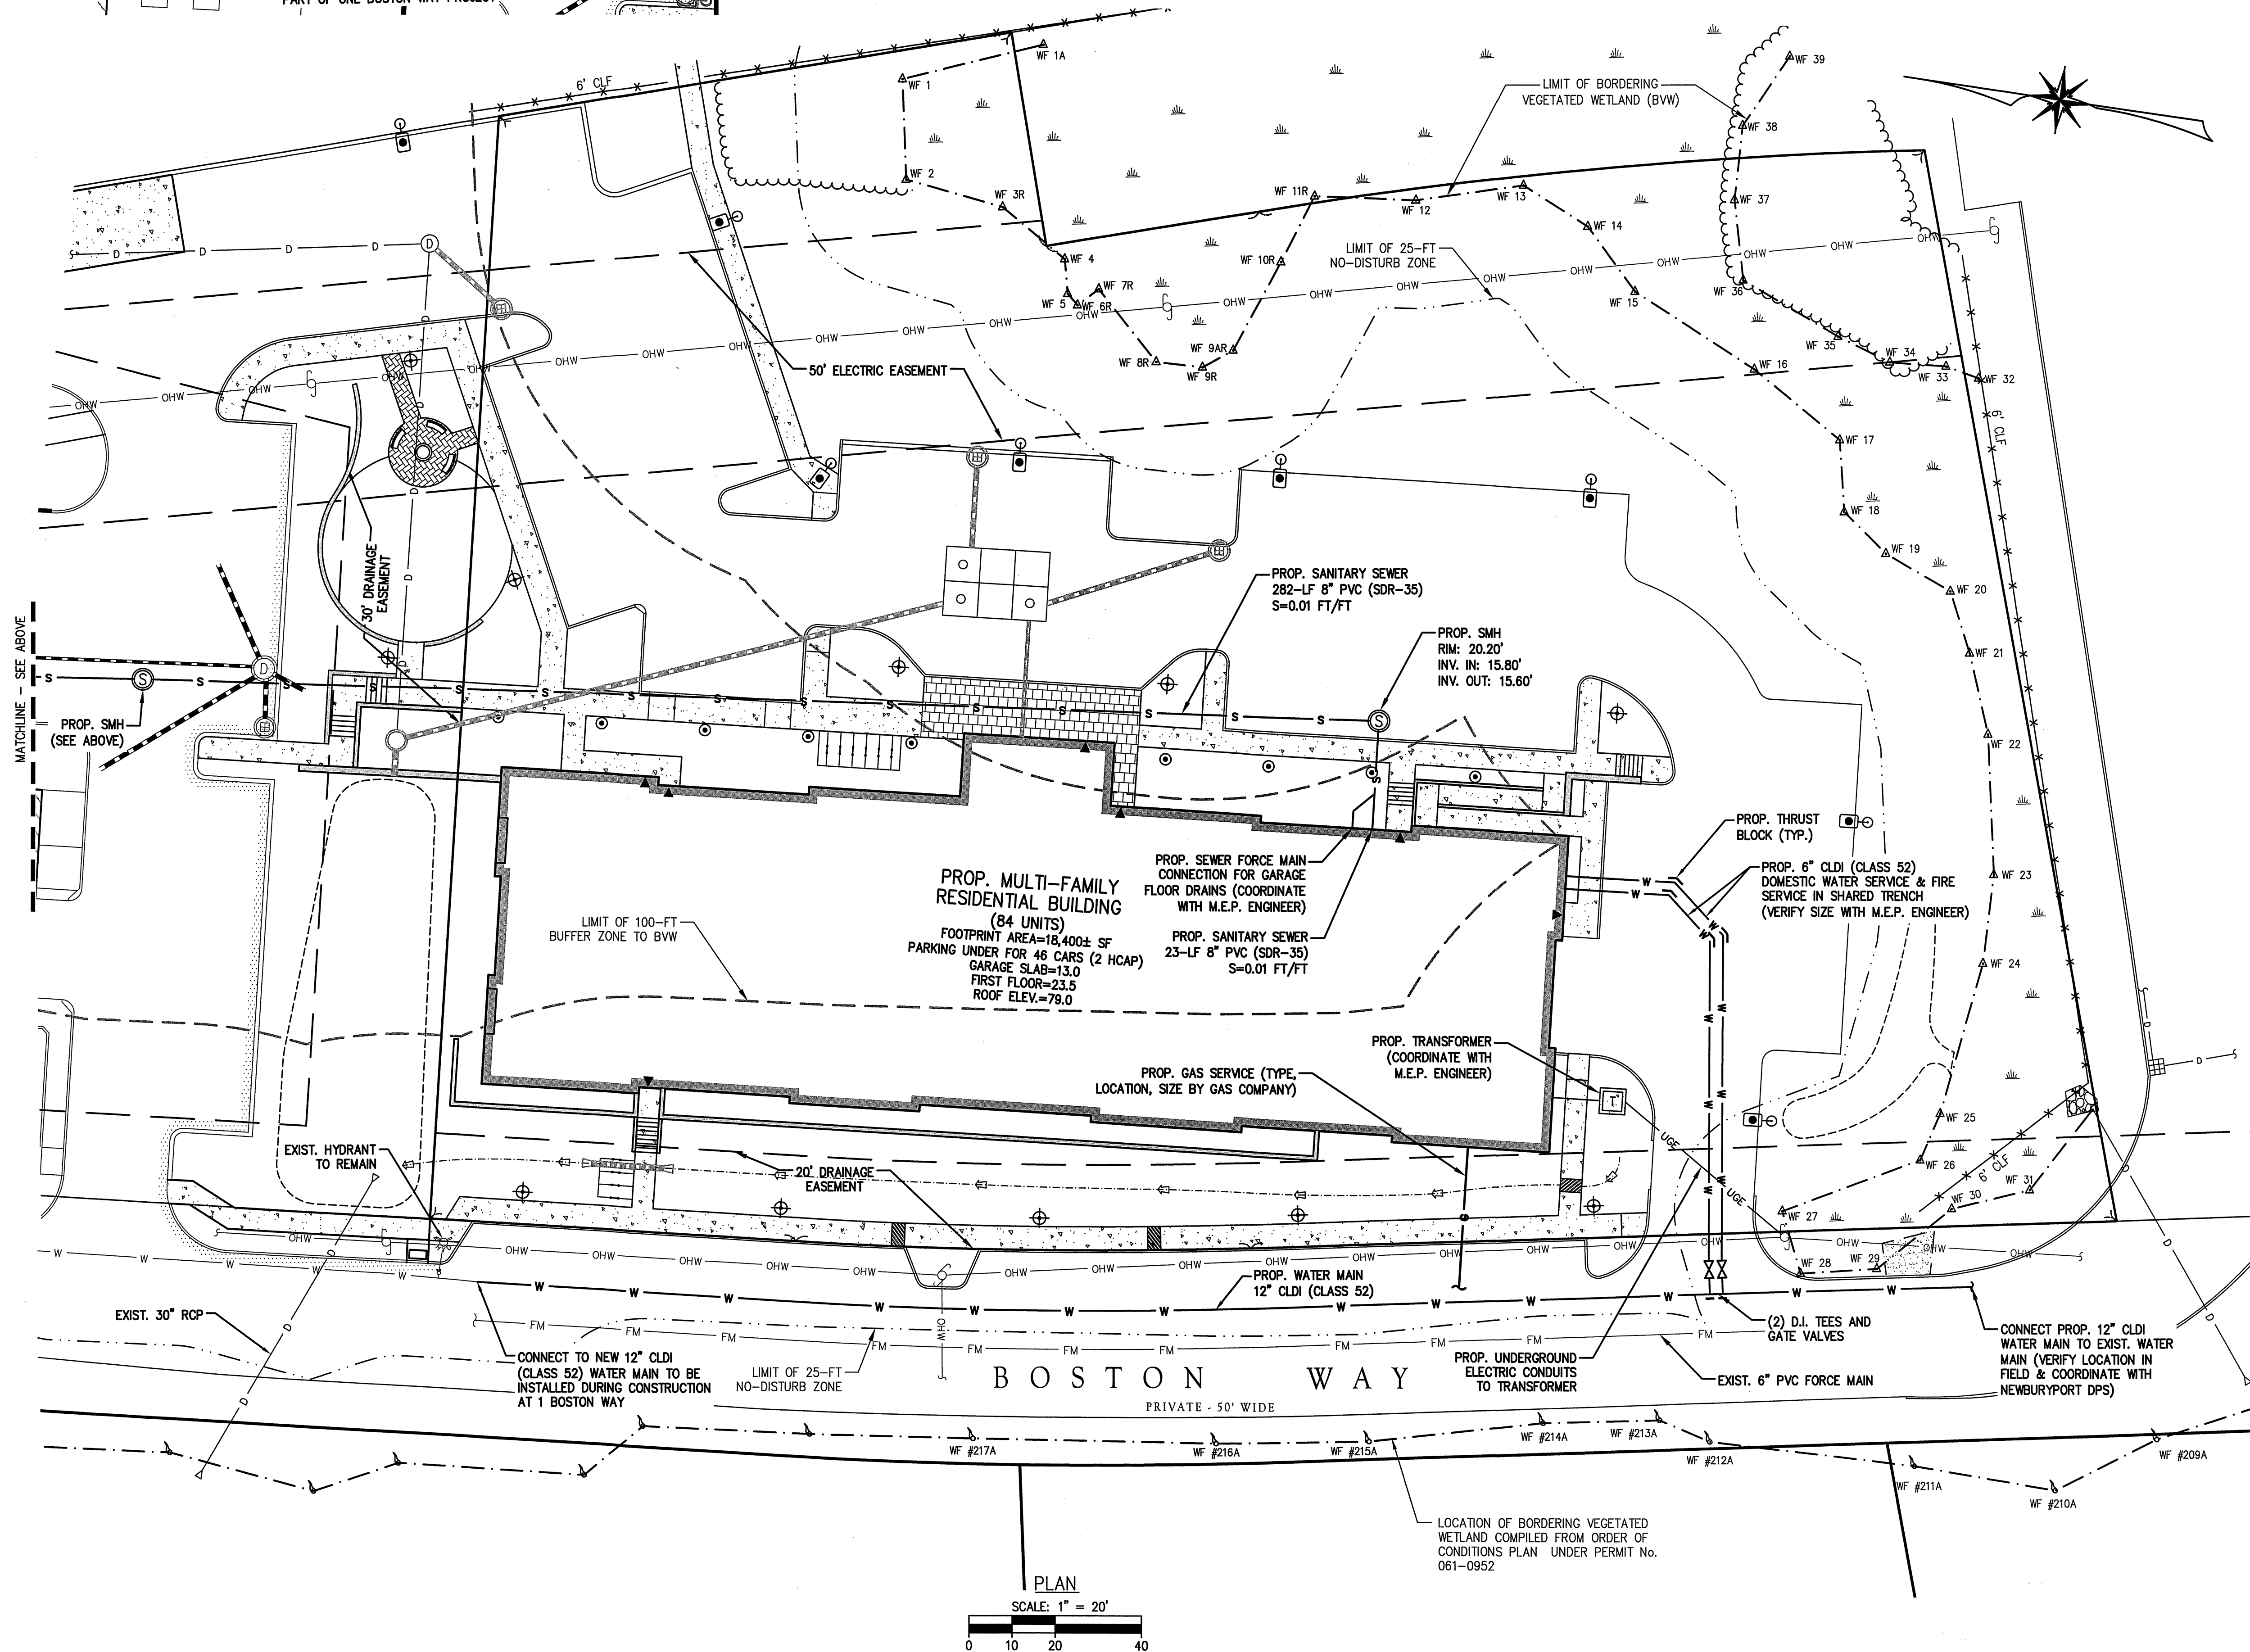 PART OF ONE BOSTON WAY PROJECT
6' CLF
WF 1A
WF 1
WF 2
WF 3R
WF 4
WF 5
WF 6R
WF 7R
WF 8R
WF 9R
WF 9AR
WF 10R
WF 11R
WF 12
WF 13
WF 14
WF 15
WF 16
WF 17
WF 18
WF 19
WF 20
WF 21
WF 22
WF 23
WF 24
WF 25
WF 26
WF 27
WF 28
WF 29
WF 30
WF 31
WF 32
WF 33
WF 34
WF 35
WF 36
WF 37
WF 38
WF 39
LIMIT OF BORDERING
VEGETATED WETLAND (BVW)
LIMIT OF 25-FT
NO-DISTURB ZONE
50' ELECTRIC EASEMENT
6' CLF
30' DRAINAGE
EASEMENT
MATCHLINE - SEE ABOVE
PROP. SMH
(SEE ABOVE)
PROP. SANITARY SEWER
282-LF 8" PVC (SDR-35)
S=0.01 FT/FT
PROP. SMH
RIM: 20.20'
INV. IN: 15.80'
INV. OUT: 15.60'
PROP. THRUST
BLOCK (TYP.)
PROP. 6" CLDI (CLASS 52)
DOMESTIC WATER SERVICE & FIRE
SERVICE IN SHARED TRENCH
(VERIFY SIZE WITH M.E.P. ENGINEER)
PROP. SEWER FORCE MAIN
CONNECTION FOR GARAGE
FLOOR DRAINS (COORDINATE
WITH M.E.P. ENGINEER)
PROP. SANITARY SEWER
23-LF 8" PVC (SDR-35)
S=0.01 FT/FT
PROP. MULTI-FAMILY
RESIDENTIAL BUILDING
(84 UNITS)
FOOTPRINT AREA=18,400± SF
PARKING UNDER FOR 46 CARS (2 HCAP)
GARAGE SLAB=13.0
FIRST FLOOR=23.5
ROOF ELEV.=79.0
LIMIT OF 100-FT
BUFFER ZONE TO BVW
PROP. TRANSFORMER
(COORDINATE WITH
M.E.P. ENGINEER)
PROP. GAS SERVICE (TYPE,
LOCATION, SIZE BY GAS COMPANY)
T
UGE
UGE
6' CLF
EXIST. HYDRANT
TO REMAIN
20' DRAINAGE
EASEMENT
EXIST. 30" RCP
PROP. WATER MAIN
12" CLDI (CLASS 52)
CONNECT TO NEW 12" CLDI
(CLASS 52) WATER MAIN TO BE
INSTALLED DURING CONSTRUCTION
AT 1 BOSTON WAY
LIMIT OF 25-FT
NO-DISTURB ZONE
BOSTON WAY
PRIVATE - 50' WIDE
PROP. UNDERGROUND
ELECTRIC CONDUITS
TO TRANSFORMER
(2) D.I. TEES AND
GATE VALVES
EXIST. 6" PVC FORCE MAIN
CONNECT PROP. 12" CLDI
WATER MAIN TO EXIST. WATER
MAIN (VERIFY LOCATION IN
FIELD & COORDINATE WITH
NEWBURYPORT DPS)
WF #217A
WF #216A
WF #215A
WF #214A
WF #213A
WF #212A
WF #211A
WF #210A
WF #209A
LOCATION OF BORDERING VEGETATED
WETLAND COMPILED FROM ORDER OF
CONDITIONS PLAN UNDER PERMIT No.
061-0952
PLAN
SCALE: 1" = 20'
0 10 20 40